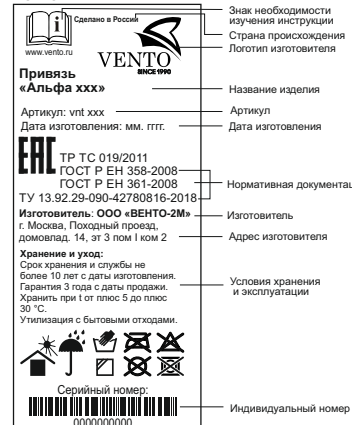 Знак необходимости
изучения инструкции
Сделано в России
Страна происхождения
i
Логотип изготовителя
www.vento.ru
VENTO
SINCE 1990
Привязь
«Альфа xxx»
Название изделия
Артикул: vnt xxx
Артикул
Дата изготовления: мм. гггг.
Дата изготовления
ЕАС
ТР ТС 019/2011
ГОСТ Р ЕН 358-2008
ГОСТ Р ЕН 361-2008
Нормативная документац
ТУ 13.92.29-090-42780816-2018
Изготовитель: ООО «ВЕНТО-2М»
Изготовитель
г. Москва, Походный проезд,
домовлад. 14, эт 3 пом I ком 2
Адрес изготовителя
Хранение и уход:
Срок хранения и службы не
более 10 лет с даты изготовления.
Гарантия 3 года с даты продажи.
Хранить при t от плюс 5 до плюс
30 °С.
Утилизация с бытовыми отходами.
Условия хранения
и эксплуатации
Серийный номер:
Индивидуальный номер
0000000000